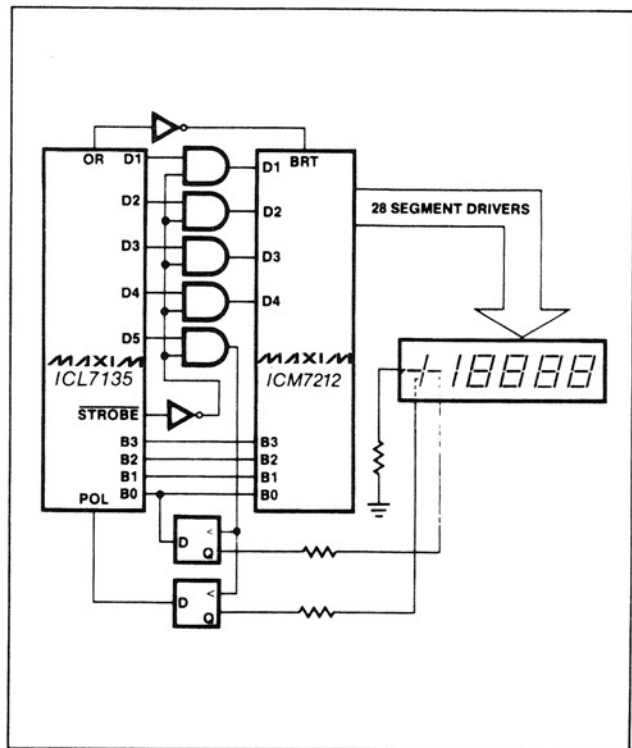 OR
BRT
D1
D1
D2
D2
D3
D3
D4
D4
D5
28 SEGMENT DRIVERS
MAXIM
ICL7135
MAXIM
ICM7212
+18888
STROBE
B3
B3
B2
B2
B1
B1
B0
B0
POL
D
<
Q
D
<
Q